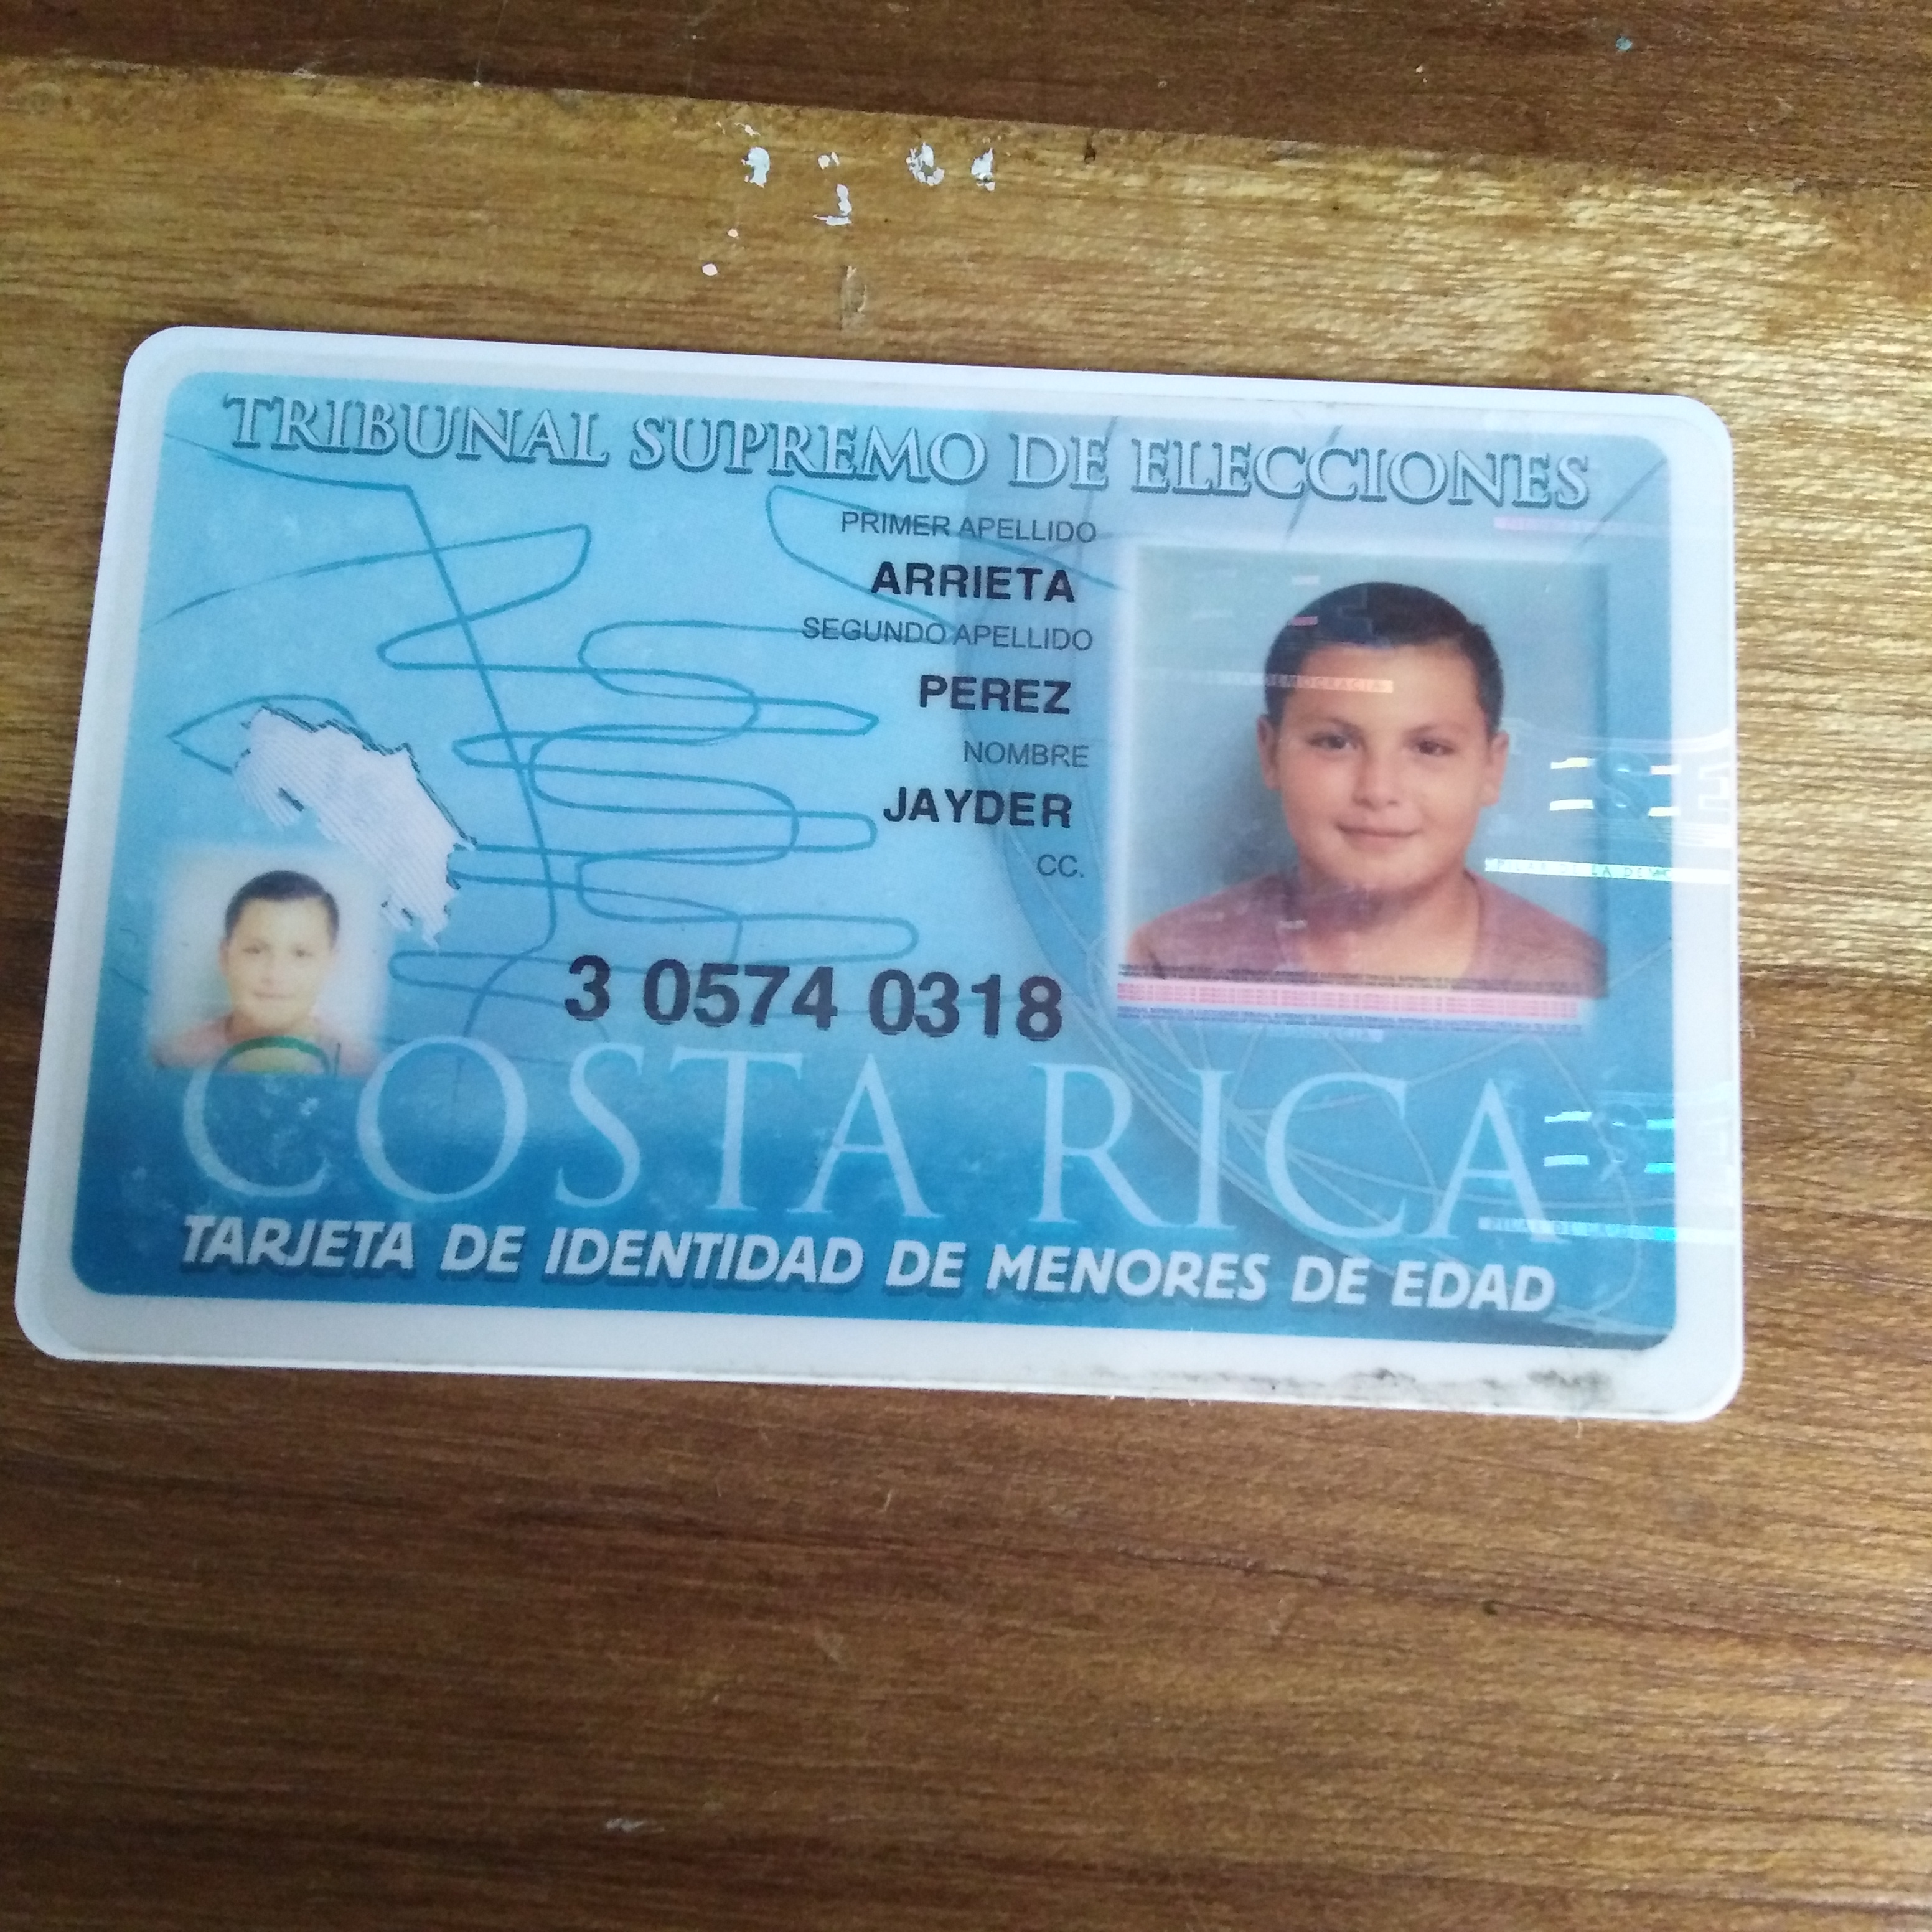 TRIBUNAL SUPREMO DE ELECCIONES
PRIMER APELLIDO
ARRIETA
SEGUNDO APELLIDO
PEREZ
NOMBRE
JAYDER
CC.
3 0574 0318
COSTA RICA
TARJETA DE IDENTIDAD DE MENORES DE EDAD